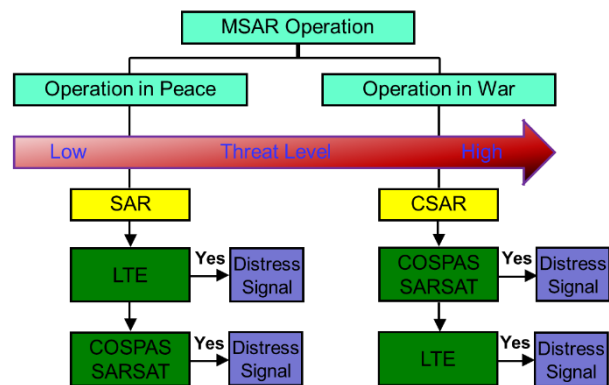 MSAR Operation
Operation in Peace
Operation in War
Low
Threat Level
High
SAR
CSAR
LTE
Yes
Distress
Signal
COSPAS
SARSAT
Yes
Distress
Signal
COSPAS
SARSAT
Yes
Distress
Signal
LTE
Yes
Distress
Signal